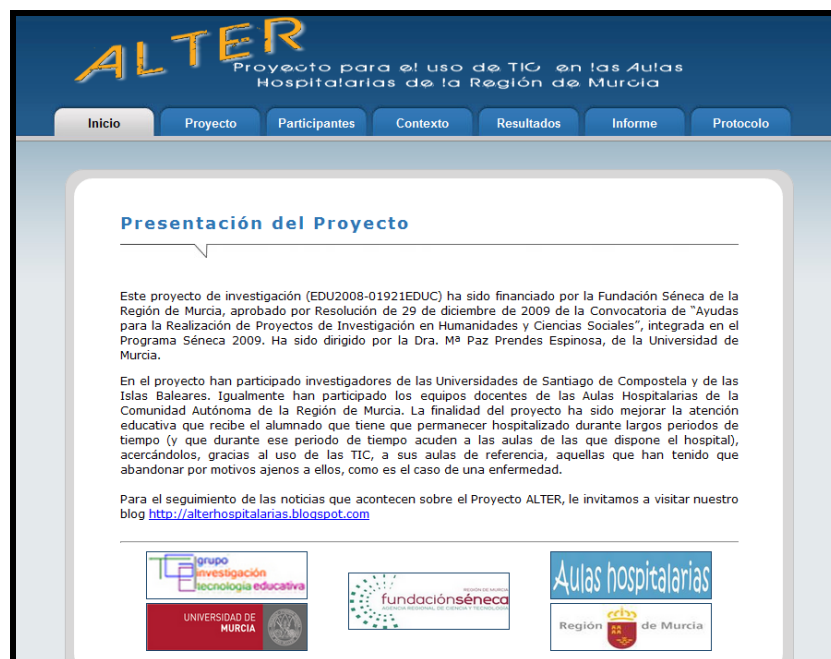 ALTER
Proyecto para el uso de TIC en las Aulas
Hospitalarias de la Región de Murcia
Inicio Proyecto Participantes Contexto Resultados Informe Protocolo
Presentación del Proyecto
Este proyecto de investigación (EDU2008-01921EDUC) ha sido financiado por la Fundación Séneca de la
Región de Murcia, aprobado por Resolución de 29 de diciembre de 2009 de la Convocatoria de “Ayudas
para la Realización de Proyectos de Investigación en Humanidades y Ciencias Sociales”, integrada en el
Programa Séneca 2009. Ha sido dirigido por la Dra. Mª Paz Prendes Espinosa, de la Universidad de
Murcia.
En el proyecto han participado investigadores de las Universidades de Santiago de Compostela y de las
Islas Baleares. Igualmente han participado los equipos docentes de las Aulas Hospitalarias de la
Comunidad Autónoma de la Región de Murcia. La finalidad del proyecto ha sido mejorar la atención
educativa que recibe el alumnado que tiene que permanecer hospitalizado durante largos periodos de
tiempo (y que durante ese periodo de tiempo acuden a las aulas de las que dispone el hospital),
acercándolos, gracias al uso de las TIC, a sus aulas de referencia, aquellas que han tenido que
abandonar por motivos ajenos a ellos, como es el caso de una enfermedad.
Para el seguimiento de las noticias que acontecen sobre el Proyecto ALTER, le invitamos a visitar nuestro
blog http://alterhospitalarias.blogspot.com
grupo
investigación
tecnología educativa
UNIVERSIDAD DE
MURCIA
REGIÓN DE MURCIA
fundaciónséneca
AGENCIA REGIONAL DE CIENCIA Y TECNOLOGÍA
Aulas hospitalarias
Región de Murcia